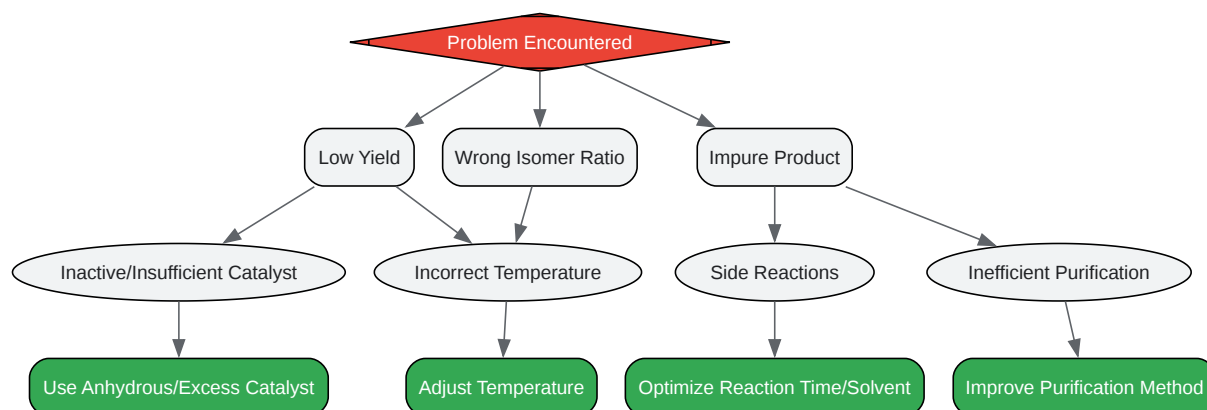 Problem Encountered
Low Yield
Wrong Isomer Ratio
Impure Product
Inactive/Insufficient Catalyst
Incorrect Temperature
Side Reactions
Inefficient Purification
Use Anhydrous/Excess Catalyst
Adjust Temperature
Optimize Reaction Time/Solvent
Improve Purification Method